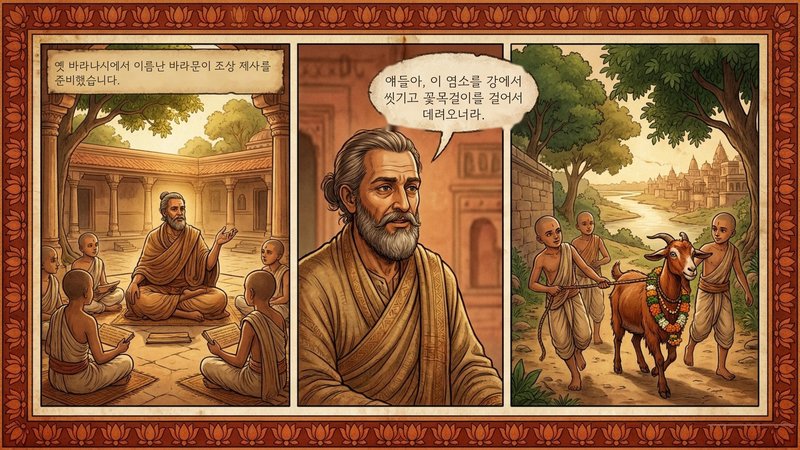 옛 바라나시에서 이름난 바라문이 조상 제사를
준비했습니다.
얘들아, 이 염소를 강에서
씻기고 꽃목걸이를 걸어서
데려오너라.